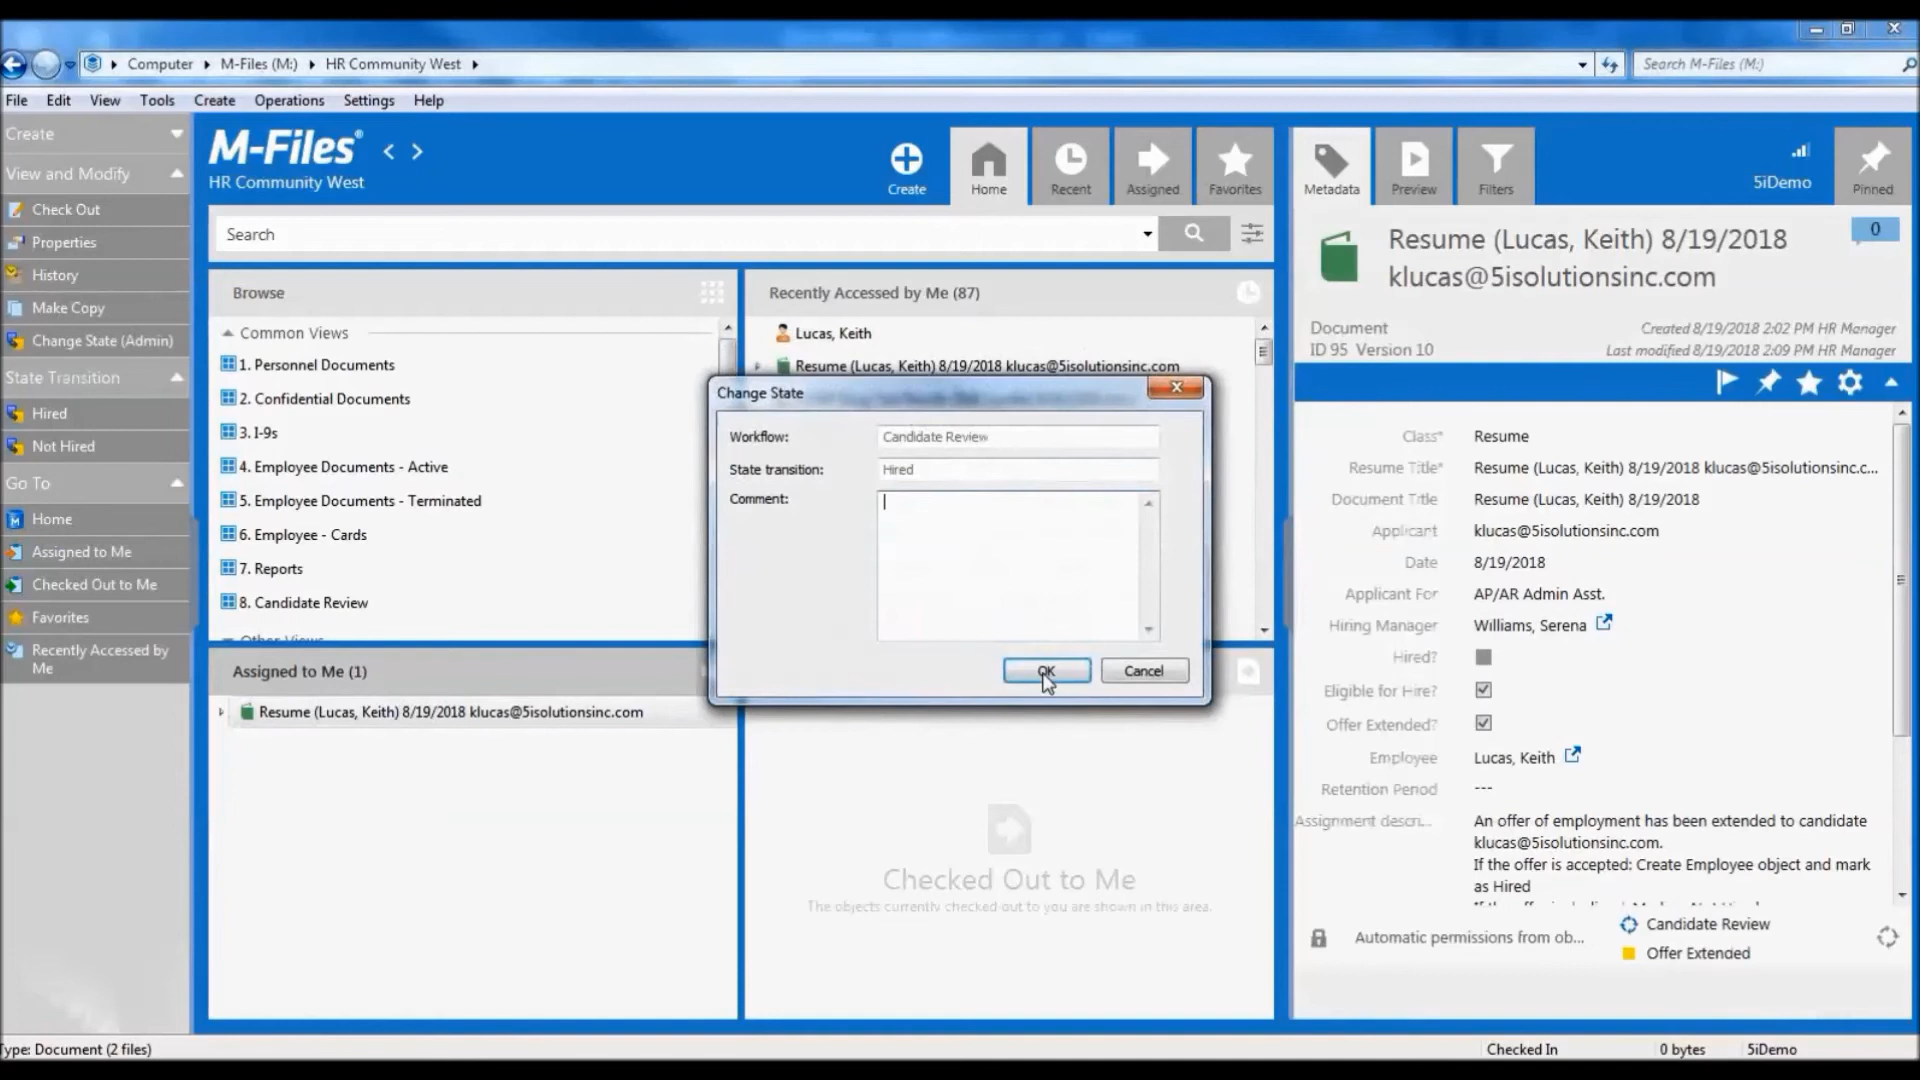 Computer
M-Files (M:)
HR Community West
Search M-Files (M:)
File Edit View Tools Create Operations Settings Help
Create
View and Modify
Check Out
Properties
History
Make Copy
Change State (Admin)
State Transition
Hired
Not Hired
Go To
Home
Assigned to Me
Checked Out to Me
Favorites
Recently Accessed by
Me
M-Files®
HR Community West
Create
Home
Recent
Assigned
Favorites
Search
Browse
Common Views
1. Personnel Documents
2. Confidential Documents
3. I-9s
4. Employee Documents - Active
5. Employee Documents - Terminated
6. Employee - Cards
7. Reports
8. Candidate Review
Other Views
Recently Accessed by Me (87)
Lucas, Keith
Resume (Lucas, Keith) 8/19/2018 klucas@5isolutionsinc.com
Change State
Workflow: Candidate Review
State transition: Hired
Comment:
OK
Cancel
Assigned to Me (1)
Resume (Lucas, Keith) 8/19/2018 klucas@5isolutionsinc.com
Checked Out to Me
The objects currently checked out to you are shown in this area.
Metadata
Preview
Filters
5iDemo
Pinned
Resume (Lucas, Keith) 8/19/2018
klucas@5isolutionsinc.com
0
Document
ID 95 Version 10
Created 8/19/2018 2:02 PM HR Manager
Last modified 8/19/2018 2:09 PM HR Manager
Class* Resume
Resume Title* Resume (Lucas, Keith) 8/19/2018 klucas@5isolutionsinc.c...
Document Title Resume (Lucas, Keith) 8/19/2018
Applicant klucas@5isolutionsinc.com
Date 8/19/2018
Applicant For AP/AR Admin Asst.
Hiring Manager Williams, Serena
Hired?
Eligible for Hire?
Offer Extended?
Employee Lucas, Keith
Retention Period ---
Assignment descri... An offer of employment has been extended to candidate
klucas@5isolutionsinc.com.
If the offer is accepted: Create Employee object and mark
as Hired
Automatic permissions from ob...
Candidate Review
Offer Extended
Type: Document (2 files)
Checked In
0 bytes
5iDemo